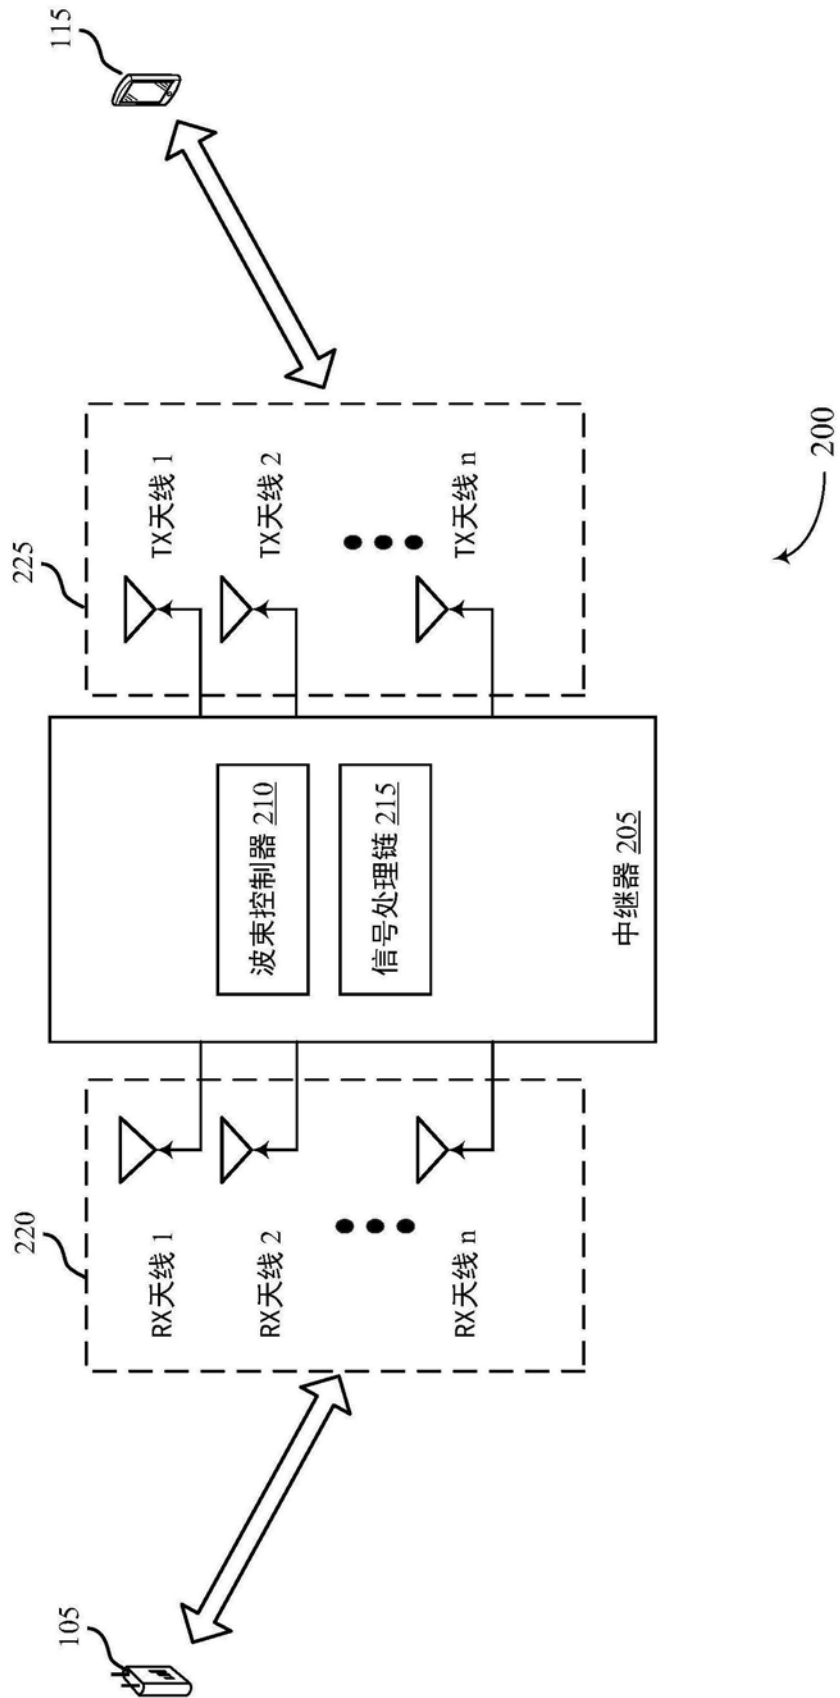 105
220
RX天线 1
RX天线 2
RX天线 n
波束控制器 210
信号处理链 215
中继器 205
225
TX天线 1
TX天线 2
TX天线 n
115
200